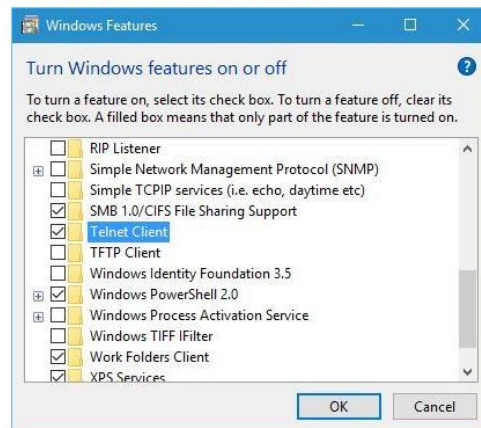 Windows Features
Turn Windows features on or off
To turn a feature on, select its check box. To turn a feature off, clear its
check box. A filled box means that only part of the feature is turned on.
RIP Listener
Simple Network Management Protocol (SNMP)
Simple TCPIP services (i.e. echo, daytime etc)
SMB 1.0/CIFS File Sharing Support
Telnet Client
TFTP Client
Windows Identity Foundation 3.5
Windows PowerShell 2.0
Windows Process Activation Service
Windows TIFF IFilter
Work Folders Client
XPS Services
OK
Cancel